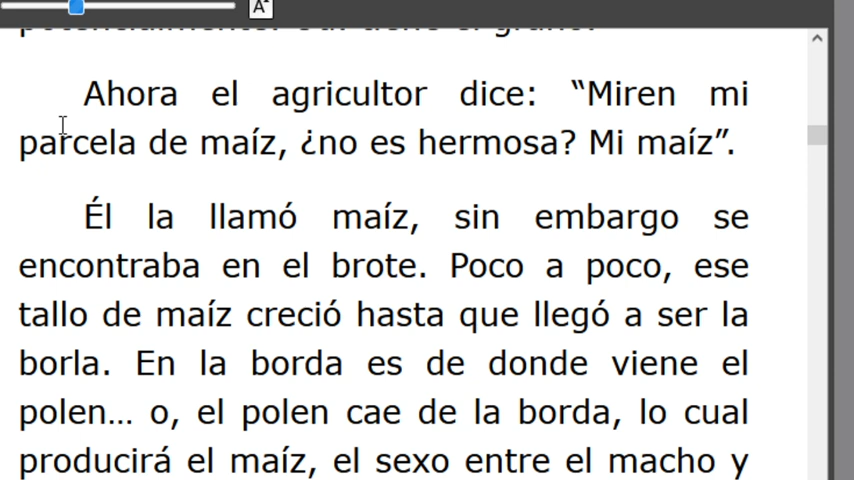 A
Ahora el agricultor dice: “Miren mi
parcela de maíz, ¿no es hermosa? Mi maíz”.
Él la llamó maíz, sin embargo se
encontraba en el brote. Poco a poco, ese
tallo de maíz creció hasta que llegó a ser la
borla. En la borda es de donde viene el
polen... o, el polen cae de la borda, lo cual
producirá el maíz, el sexo entre el macho y